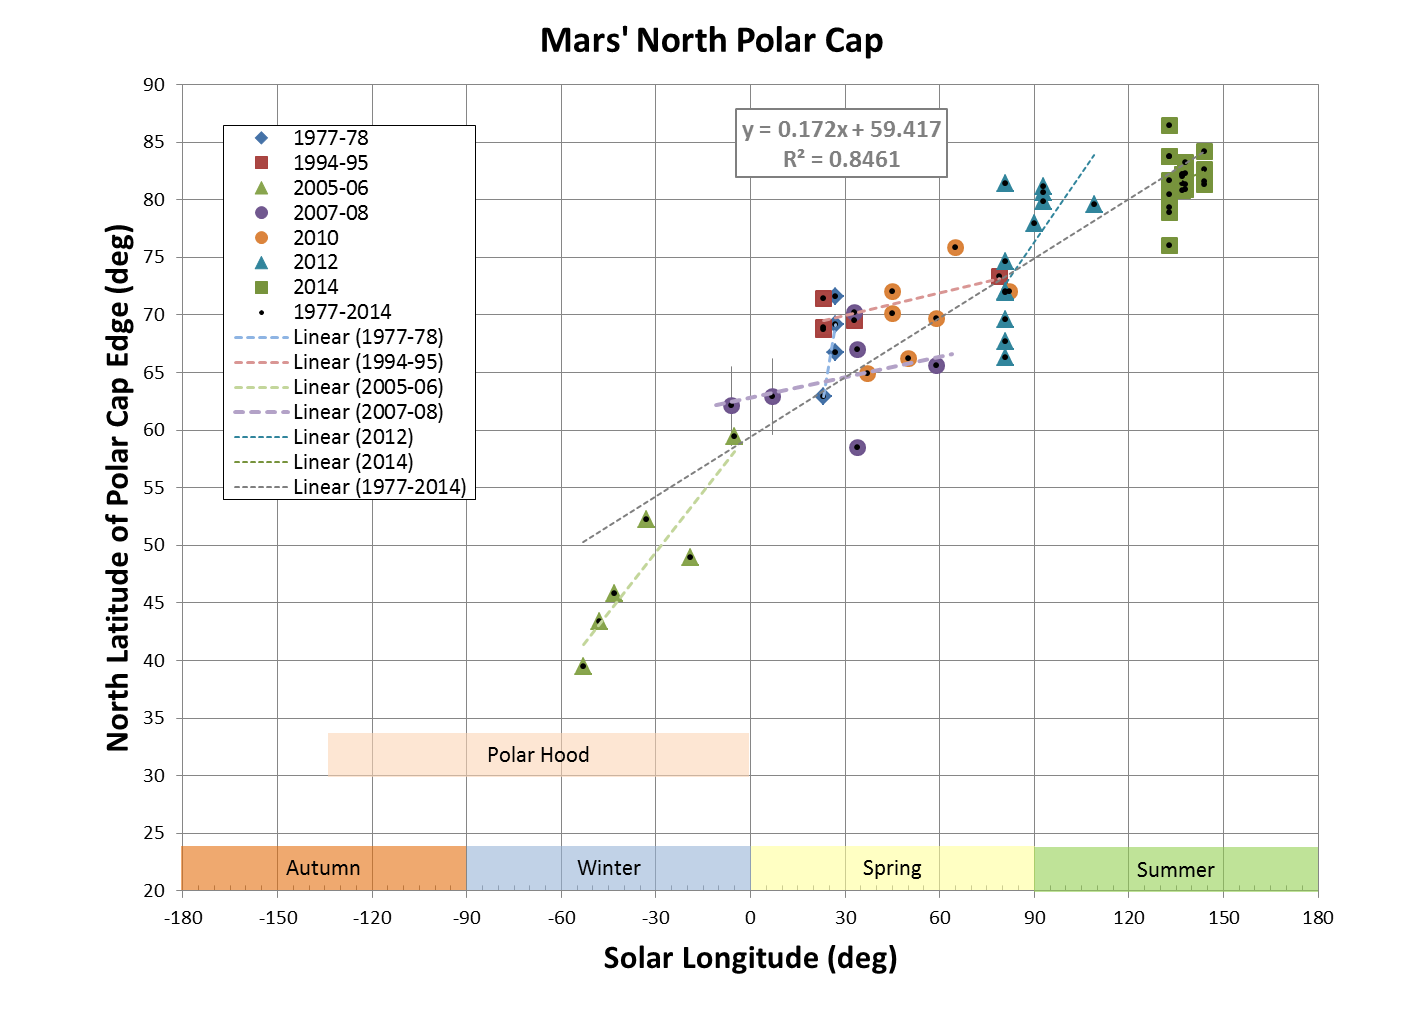 Mars' North Polar Cap
90
85
80
75
70
65
60
55
50
45
40
35
30
25
20
North Latitude of Polar Cap Edge (deg)
1977-78
1994-95
2005-06
2007-08
2010
2012
2014
1977-2014
Linear (1977-78)
Linear (1994-95)
Linear (2005-06)
Linear (2007-08)
Linear (2012)
Linear (2014)
Linear (1977-2014)
y = 0.172x + 59.417
R² = 0.8461
Polar Hood
Autumn Winter Spring Summer
-180 -150 -120 -90 -60 -30 0 30 60 90 120 150 180
Solar Longitude (deg)